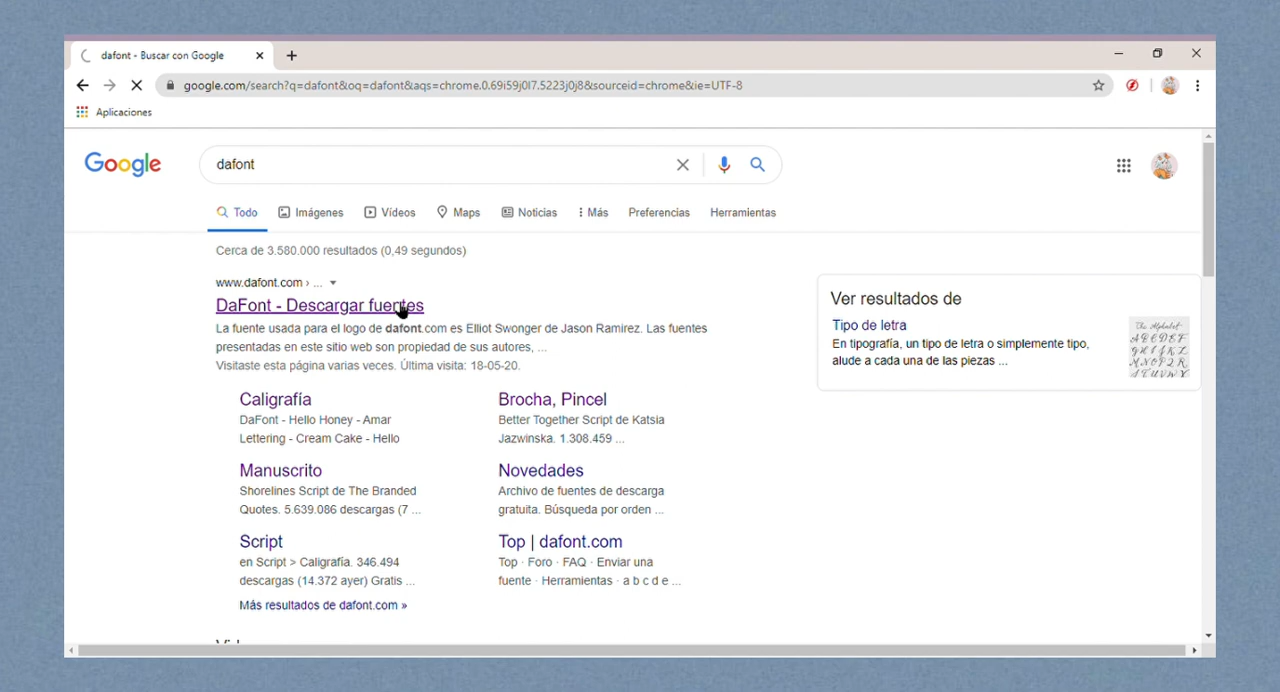 dafont - Buscar con Google
google.com/search?q=dafont&oq=dafont&aqs=chrome.0.69i59j0l7.5223j0j8&sourceid=chrome&ie=UTF-8
Aplicaciones
Google
dafont
Todo Imágenes Vídeos Maps Noticias Más Preferencias Herramientas
Cerca de 3.580.000 resultados (0,49 segundos)
www.dafont.com › ...
DaFont - Descargar fuentes
La fuente usada para el logo de dafont.com es Elliot Swonger de Jason Ramirez. Las fuentes
presentadas en este sitio web son propiedad de sus autores, ...
Visitaste esta página varias veces. Última visita: 18-05-20.
Caligrafía
DaFont - Hello Honey - Amar
Lettering - Cream Cake - Hello
Brocha, Pincel
Better Together Script de Katsia
Jazwinska. 1.308.459 ...
Manuscrito
Shorelines Script de The Branded
Quotes. 5.639.086 descargas (7 ...
Novedades
Archivo de fuentes de descarga
gratuita. Búsqueda por orden ...
Script
en Script > Caligrafía. 346.494
descargas (14.372 ayer) Gratis ...
Top | dafont.com
Top · Foro · FAQ · Enviar una
fuente · Herramientas · a b c d e ...
Más resultados de dafont.com »
Ver resultados de
Tipo de letra
En tipografía, un tipo de letra o simplemente tipo,
alude a cada una de las piezas ...
The Alphabet